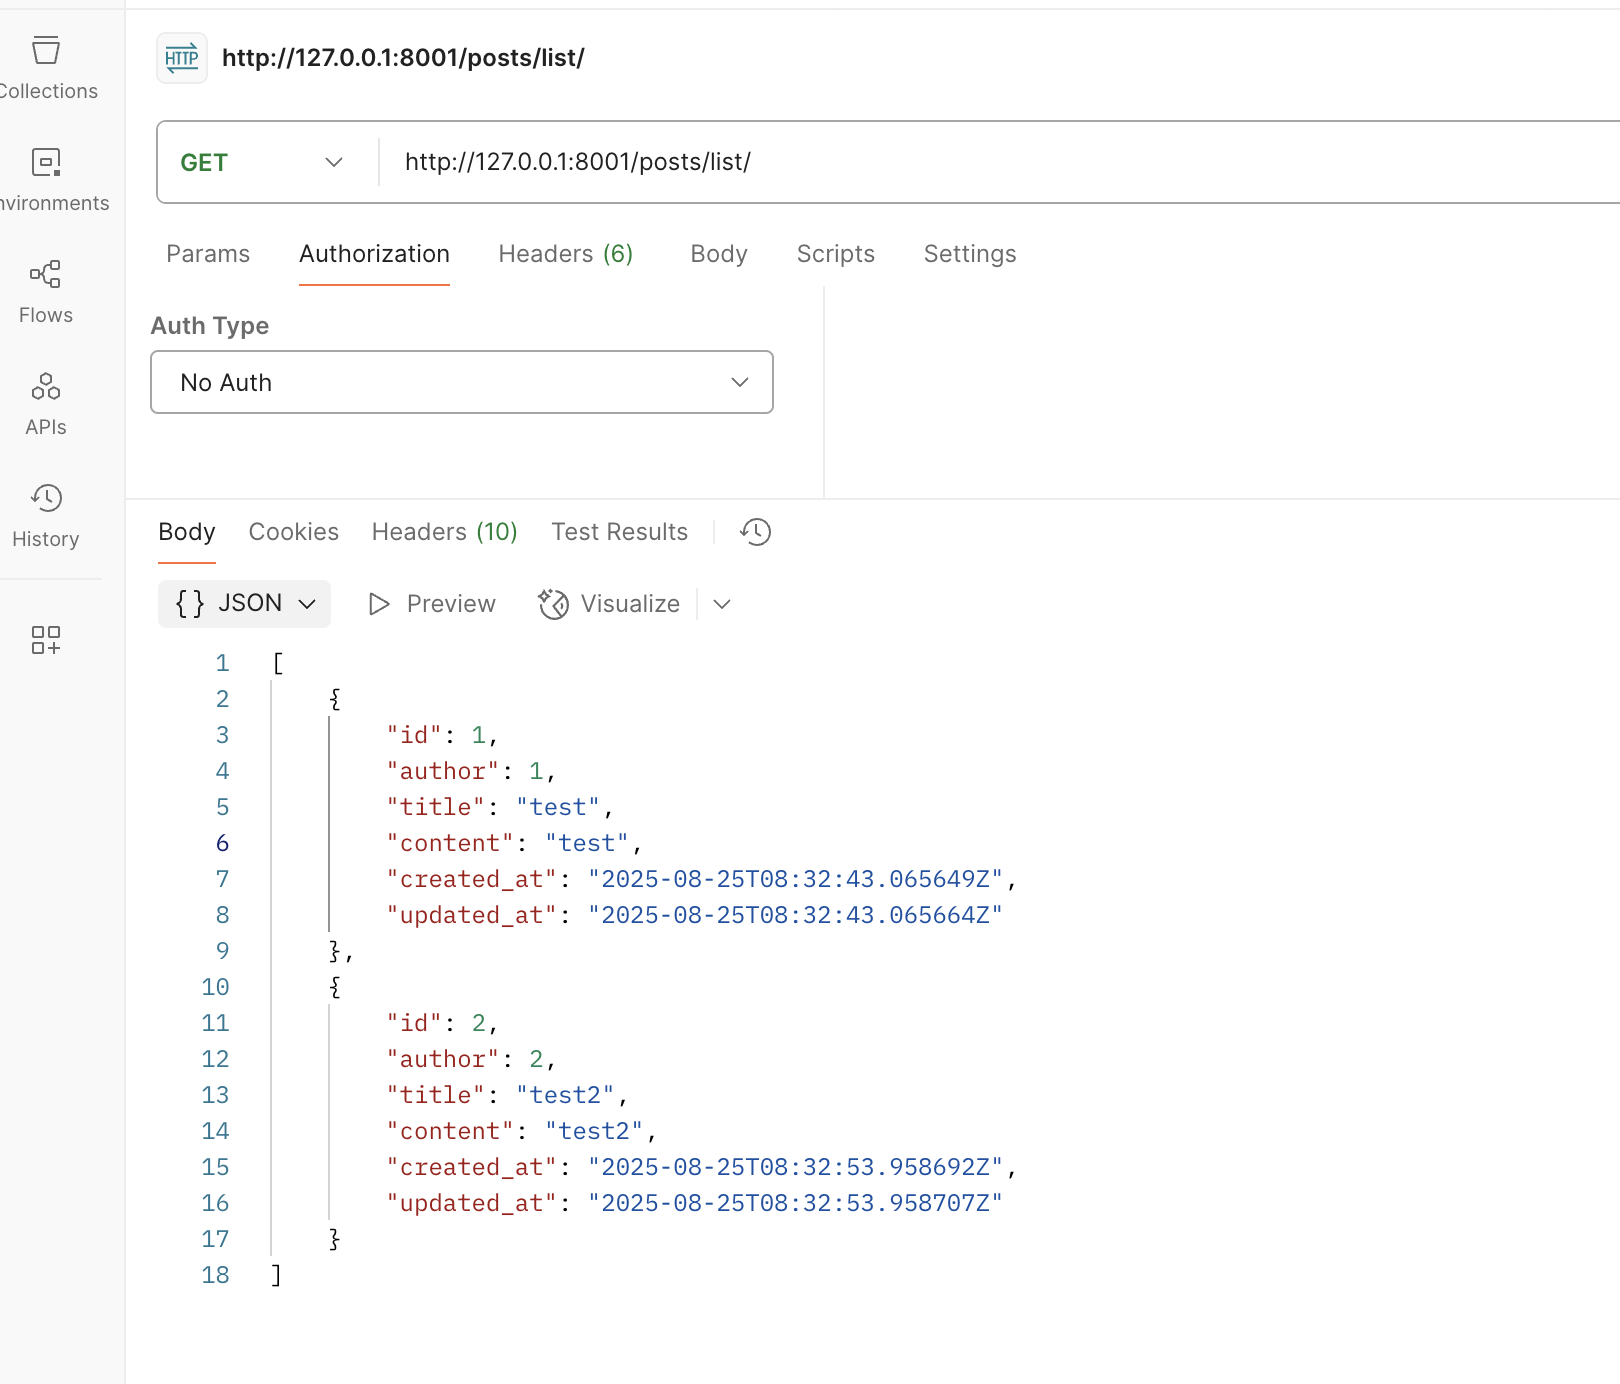 HTTP http://127.0.0.1:8001/posts/list/
GET http://127.0.0.1:8001/posts/list/
Params Authorization Headers (6) Body Scripts Settings
Auth Type
No Auth
Collections
nvironments
Flows
APIs
History
Body Cookies Headers (10) Test Results
{} JSON Preview Visualize
1 [
2 {
3 "id": 1,
4 "author": 1,
5 "title": "test",
6 "content": "test",
7 "created_at": "2025-08-25T08:32:43.065649Z",
8 "updated_at": "2025-08-25T08:32:43.065664Z"
9 },
10 {
11 "id": 2,
12 "author": 2,
13 "title": "test2",
14 "content": "test2",
15 "created_at": "2025-08-25T08:32:53.958692Z",
16 "updated_at": "2025-08-25T08:32:53.958707Z"
17 }
18 ]